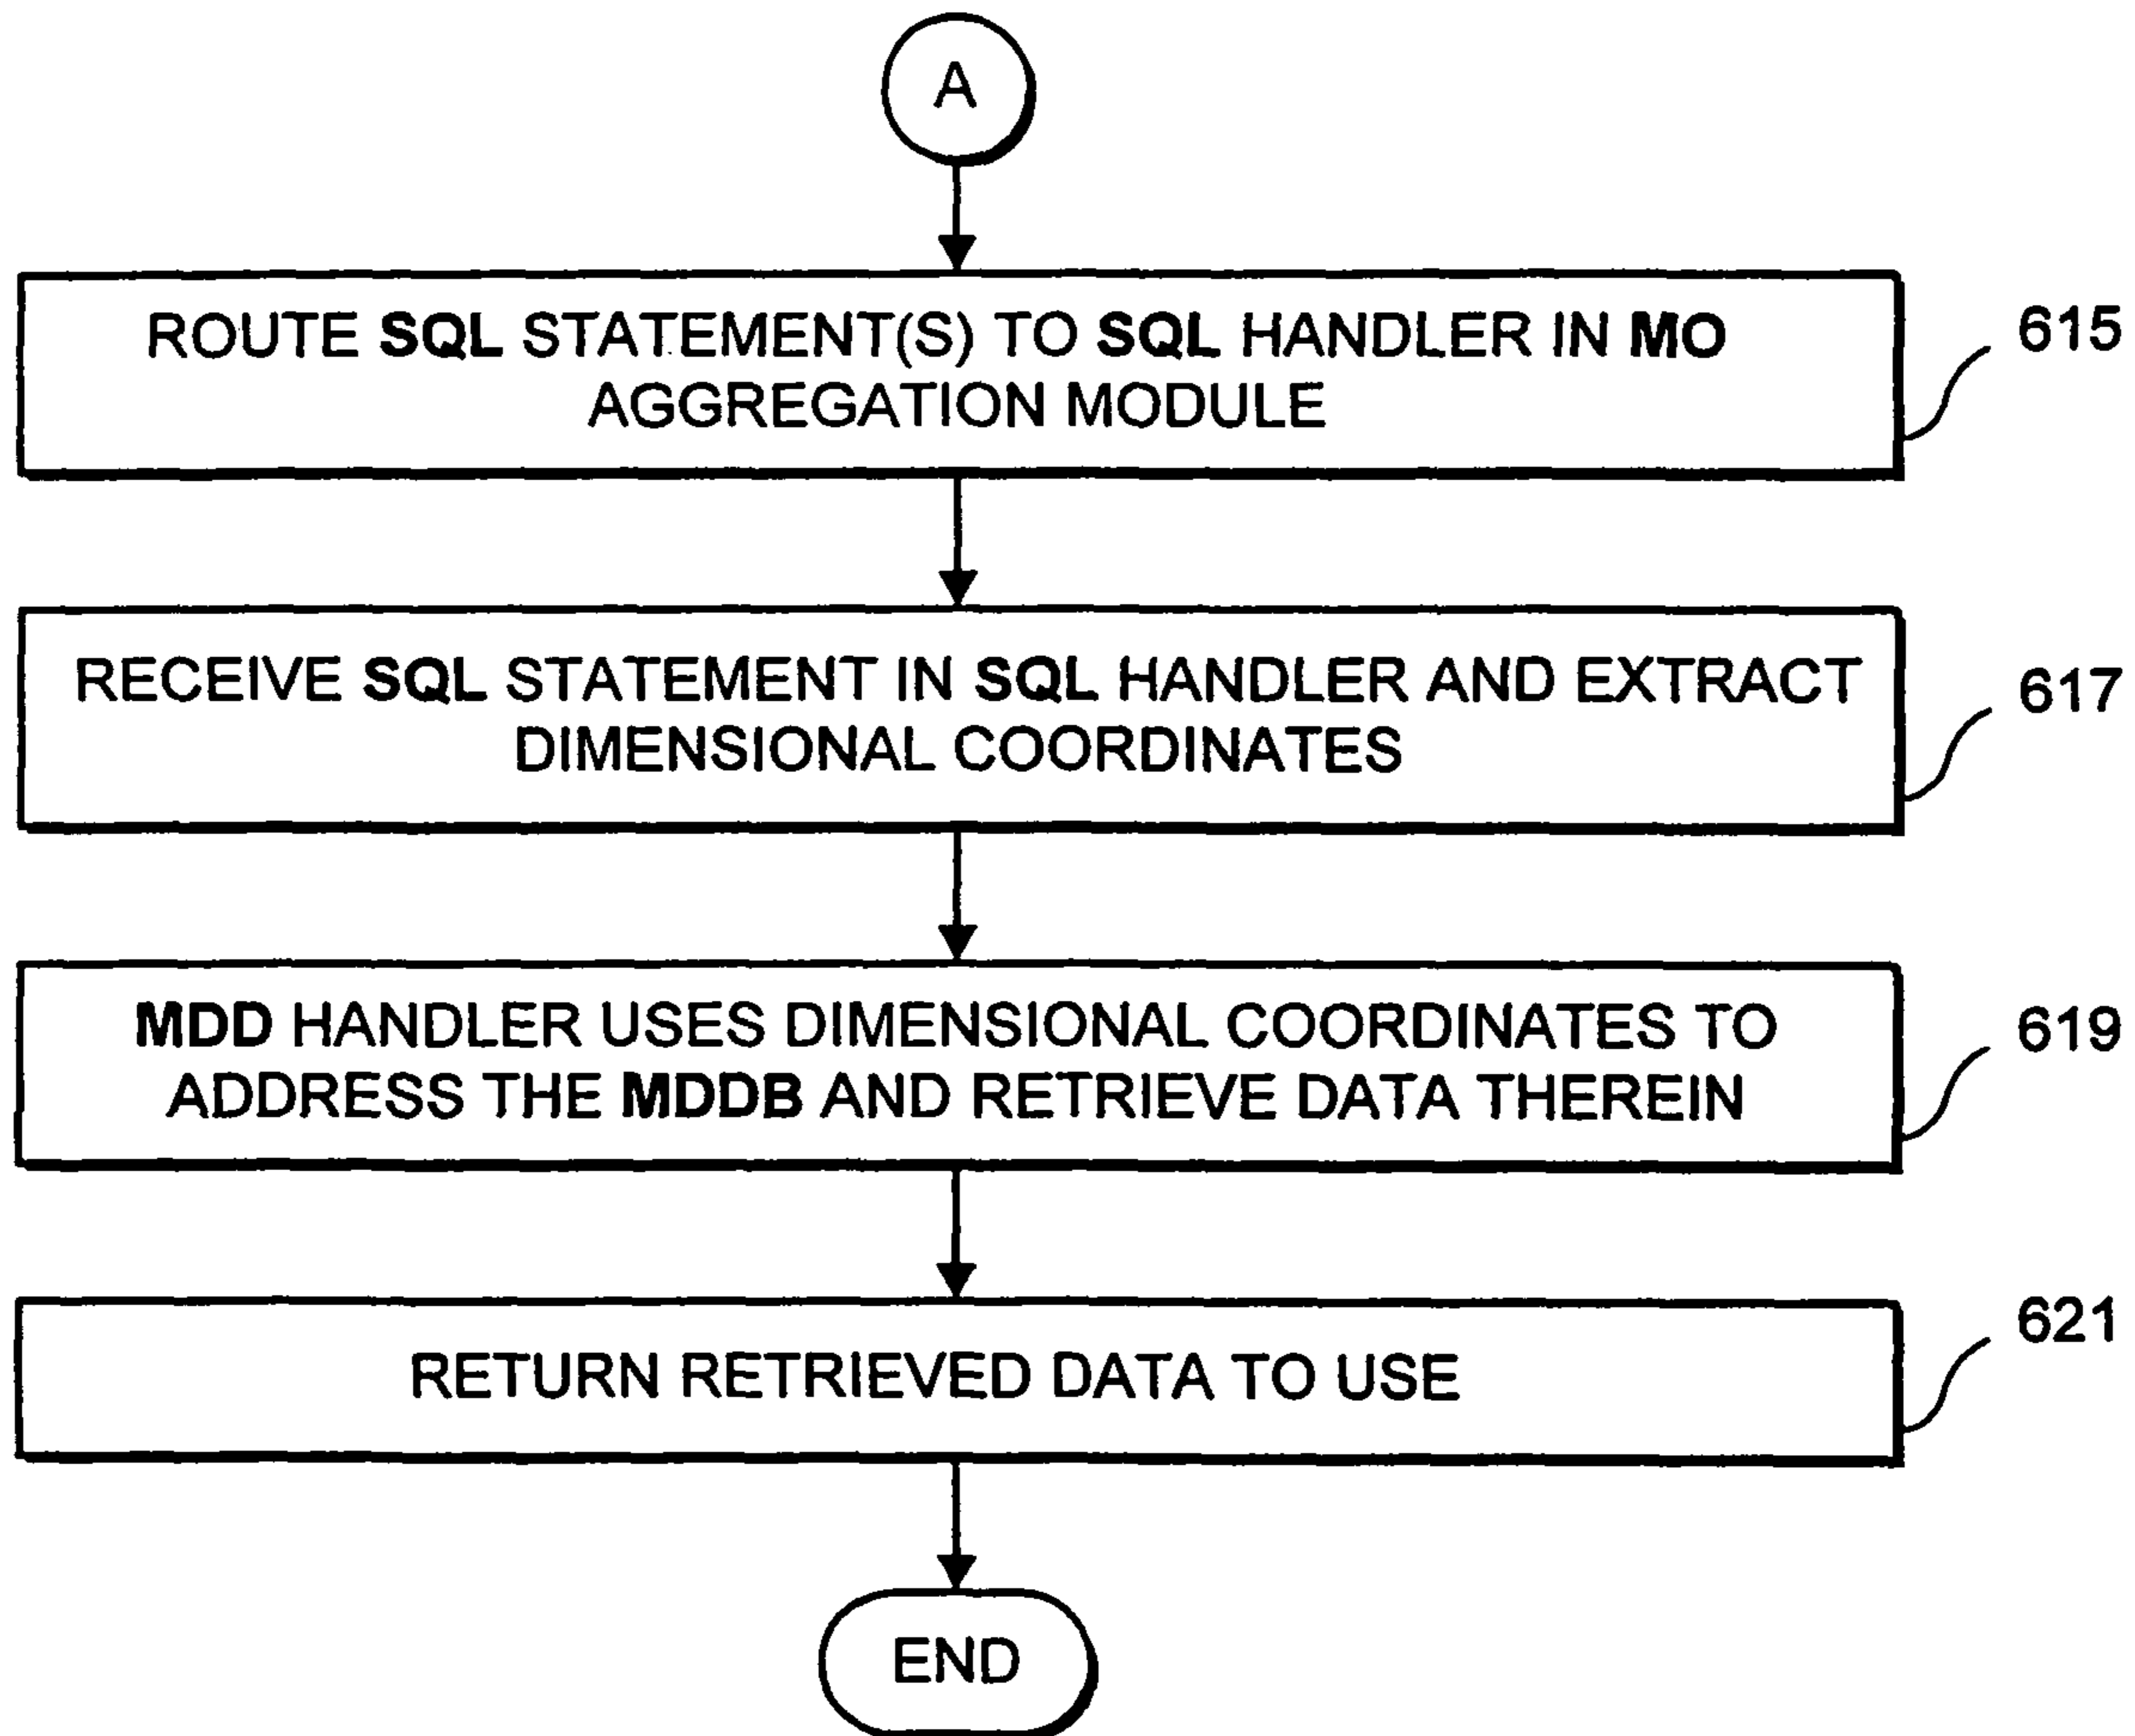 A
ROUTE SQL STATEMENT(S) TO SQL HANDLER IN MO
AGGREGATION MODULE
615
RECEIVE SQL STATEMENT IN SQL HANDLER AND EXTRACT
DIMENSIONAL COORDINATES
617
MDD HANDLER USES DIMENSIONAL COORDINATES TO
ADDRESS THE MDDB AND RETRIEVE DATA THEREIN
619
RETURN RETRIEVED DATA TO USE
621
END